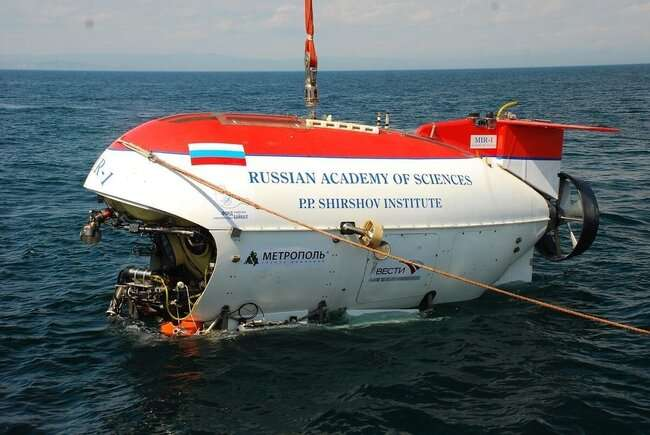 MIR-1
R-1
RUSSIAN ACADEMY OF SCIENCES
P.P. SHIRSHOV INSTITUTE
МЕТРОПОЛЬ
ВЕСТИ